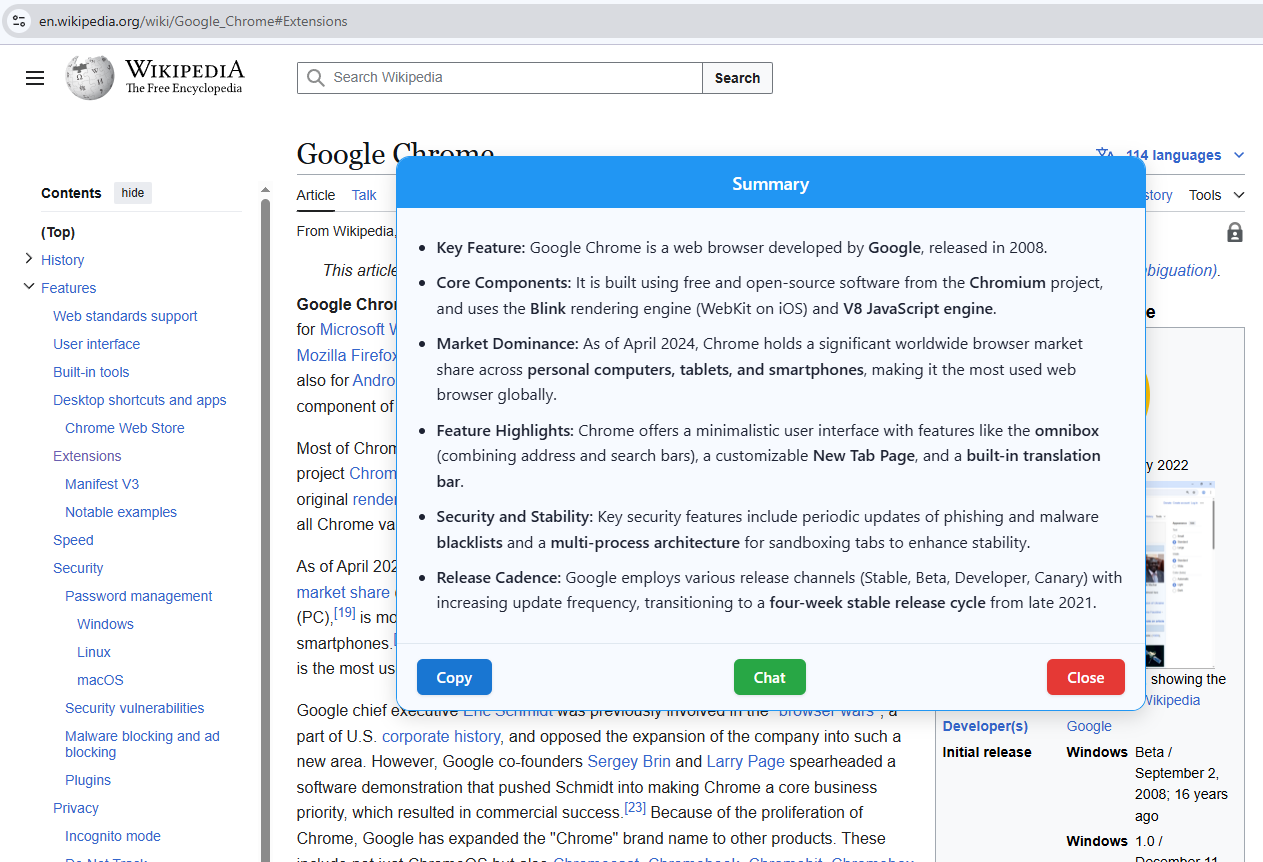 en.wikipedia.org/wiki/Google_Chrome#Extensions
WIKIPEDIA
The Free Encyclopedia
Search Wikipedia
Search
Google Chrome
114 languages
Contents
hide
(Top)
History
Features
Web standards support
User interface
Built-in tools
Desktop shortcuts and apps
Chrome Web Store
Extensions
Manifest V3
Notable examples
Speed
Security
Password management
Windows
Linux
macOS
Security vulnerabilities
Malware blocking and ad
blocking
Plugins
Privacy
Incognito mode
Do Not Track
Article Talk
story Tools
From Wikipedia,
This article
biguation).
Google Chro
for Microsoft W
Mozilla Firefox
also for Andro
component of
Most of Chrom
project Chrom
original render
all Chrome va
As of April 202
market share
(PC),[19] is mo
smartphones.
is the most us
Summary
Key Feature: Google Chrome is a web browser developed by Google, released in 2008.
Core Components: It is built using free and open-source software from the Chromium project,
and uses the Blink rendering engine (WebKit on iOS) and V8 JavaScript engine.
Market Dominance: As of April 2024, Chrome holds a significant worldwide browser market
share across personal computers, tablets, and smartphones, making it the most used web
browser globally.
Feature Highlights: Chrome offers a minimalistic user interface with features like the omnibox
(combining address and search bars), a customizable New Tab Page, and a built-in translation
bar.
Security and Stability: Key security features include periodic updates of phishing and malware
blacklists and a multi-process architecture for sandboxing tabs to enhance stability.
Release Cadence: Google employs various release channels (Stable, Beta, Developer, Canary) with
increasing update frequency, transitioning to a four-week stable release cycle from late 2021.
Copy
Chat
Close
e
y 2022
showing the
Wikipedia
Google chief executive Eric Schmidt was previously involved in the "browser wars", a
part of U.S. corporate history, and opposed the expansion of the company into such a
new area. However, Google co-founders Sergey Brin and Larry Page spearheaded a
software demonstration that pushed Schmidt into making Chrome a core business
priority, which resulted in commercial success.[23] Because of the proliferation of
Chrome, Google has expanded the "Chrome" brand name to other products. These
include not just ChromeOS but also Chromecast, Chromebook, Chromebit, Chromebox
Developer(s) Google
Initial release Windows Beta /
September 2,
2008; 16 years
ago
Windows 1.0 /
December 11